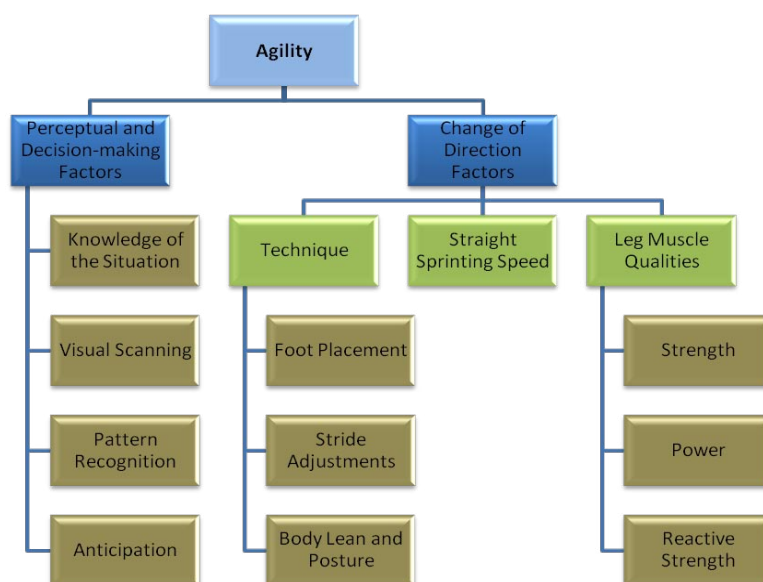 Agility
Perceptual and
Decision-making
Factors
Change of
Direction
Factors
Knowledge of
the Situation
Technique
Straight
Sprinting Speed
Leg Muscle
Qualities
Visual Scanning
Foot Placement
Strength
Pattern
Recognition
Stride
Adjustments
Power
Anticipation
Body Lean and
Posture
Reactive
Strength